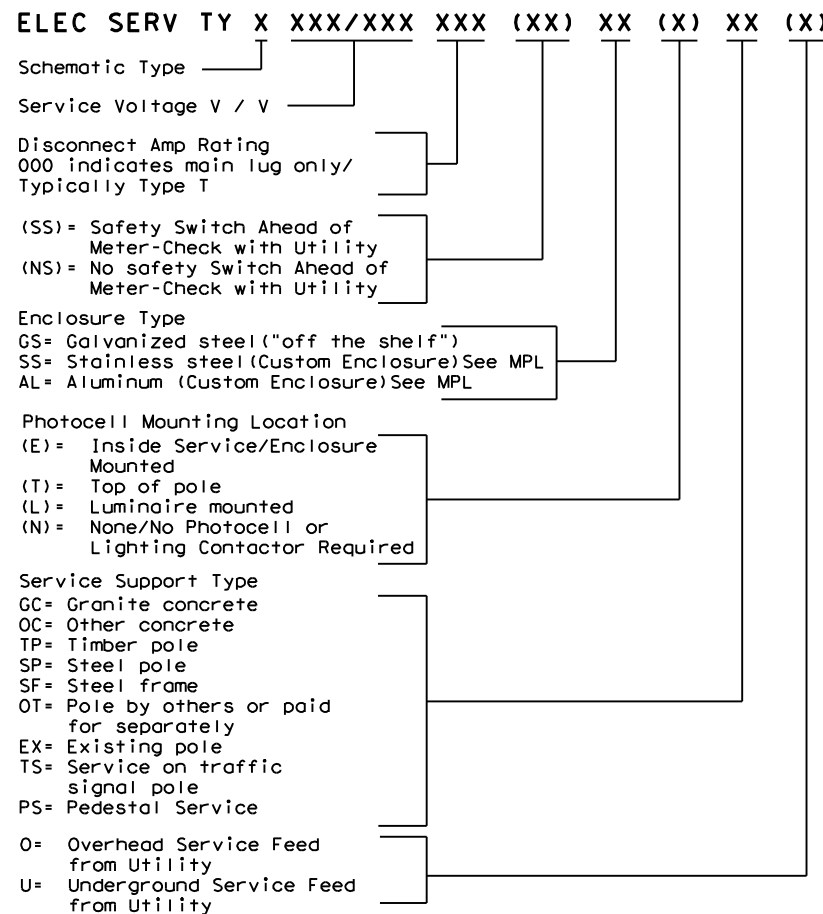 ELEC SERV TY X XXX/XXX XXX (XX) XX (X) XX (X)
Schematic Type
Service Voltage V / V
Disconnect Amp Rating
000 indicates main lug only/
Typically Type T
(SS)= Safety Switch Ahead of
Meter-Check with Utility
(NS)= No safety Switch Ahead of
Meter-Check with Utility
Enclosure Type
GS= Galvanized steel("off the shelf")
SS= Stainless steel(Custom Enclosure)See MPL
AL= Aluminum (Custom Enclosure)See MPL
Photocell Mounting Location
(E)= Inside Service/Enclosure
Mounted
(T)= Top of pole
(L)= Luminaire mounted
(N)= None/No Photocell or
Lighting Contactor Required
Service Support Type
GC= Granite concrete
OC= Other concrete
TP= Timber pole
SP= Steel pole
SF= Steel frame
OT= Pole by others or paid
for separately
EX= Existing pole
TS= Service on traffic
signal pole
PS= Pedestal Service
O= Overhead Service Feed
from Utility
U= Underground Service Feed
from Utility